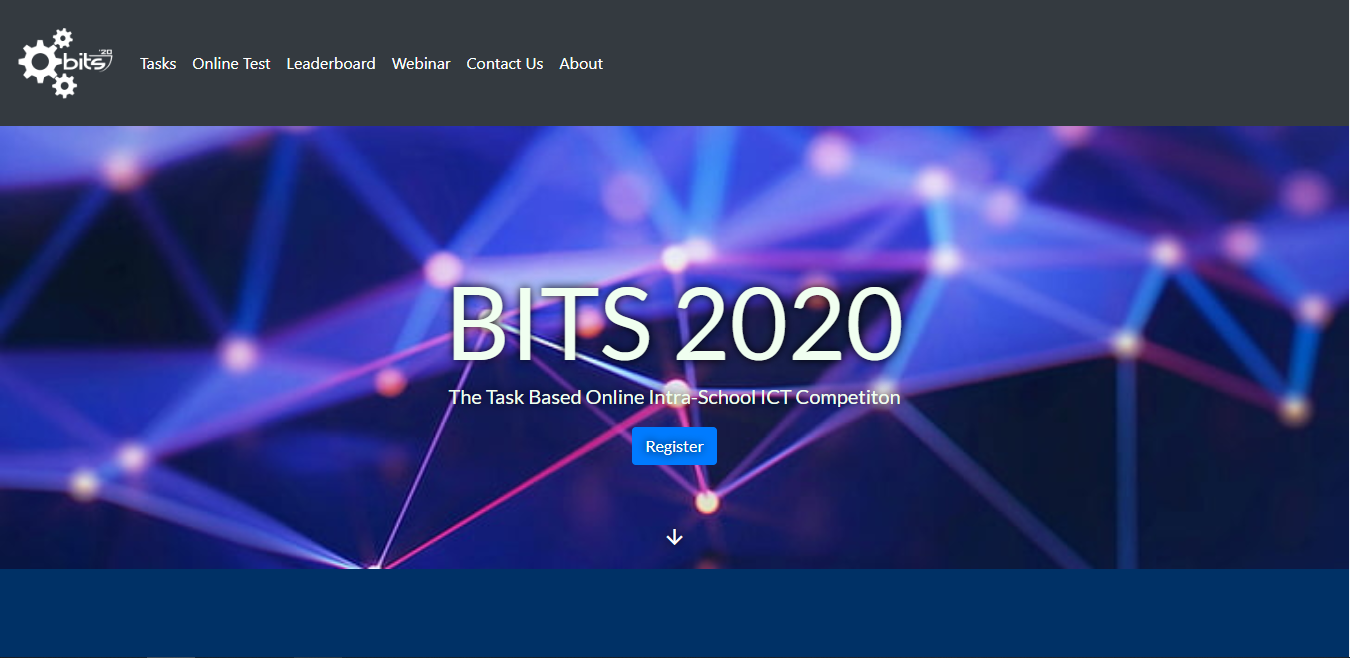 bits '20
Tasks Online Test Leaderboard Webinar Contact Us About
BITS 2020
The Task Based Online Intra-School ICT Competiton
Register